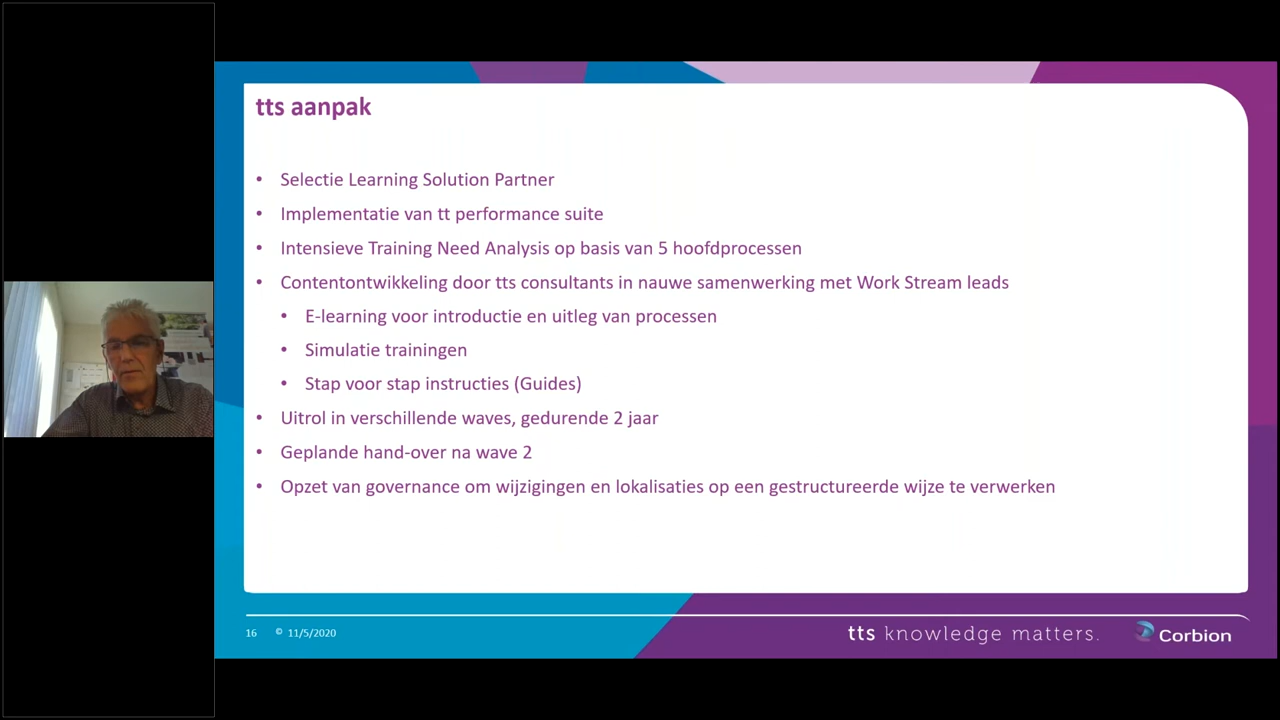 tts aanpak
• Selectie Learning Solution Partner
• Implementatie van tt performance suite
• Intensieve Training Need Analysis op basis van 5 hoofdprocessen
• Contentontwikkeling door tts consultants in nauwe samenwerking met Work Stream leads
• E-learning voor introductie en uitleg van processen
• Simulatie trainingen
• Stap voor stap instructies (Guides)
• Uitrol in verschillende waves, gedurende 2 jaar
• Geplande hand-over na wave 2
• Opzet van governance om wijzigingen en lokalisaties op een gestructureerde wijze te verwerken
16 © 11/5/2020
tts knowledge matters.
Corbion